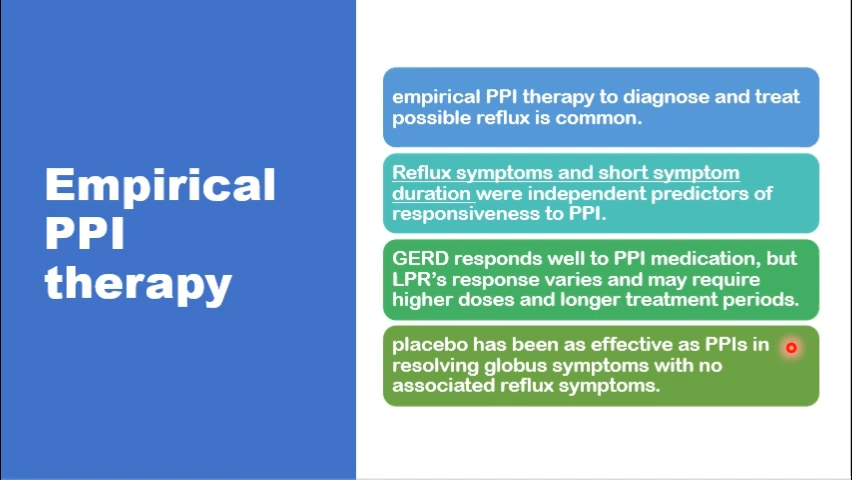 Empirical
PPI
therapy
empirical PPI therapy to diagnose and treat
possible reflux is common.
Reflux symptoms and short symptom
duration were independent predictors of
responsiveness to PPI.
GERD responds well to PPI medication, but
LPR's response varies and may require
higher doses and longer treatment periods.
placebo has been as effective as PPIs in
resolving globus symptoms with no
associated reflux symptoms.